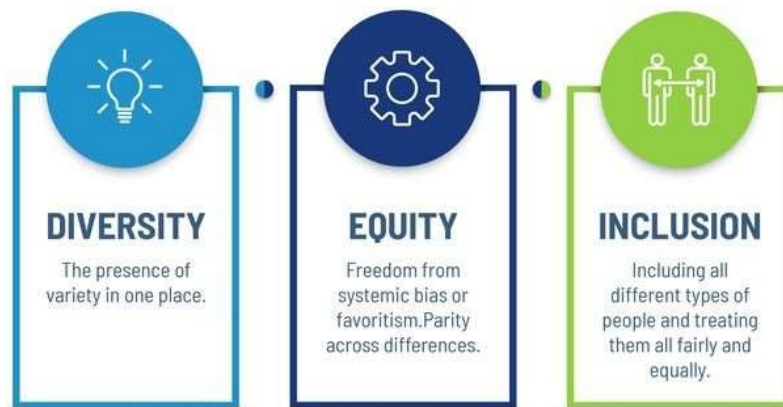 DIVERSITY
The presence of
variety in one place.
EQUITY
Freedom from
systemic bias or
favoritism.Parity
across differences.
INCLUSION
Including all
different types of
people and treating
them all fairly and
equally.